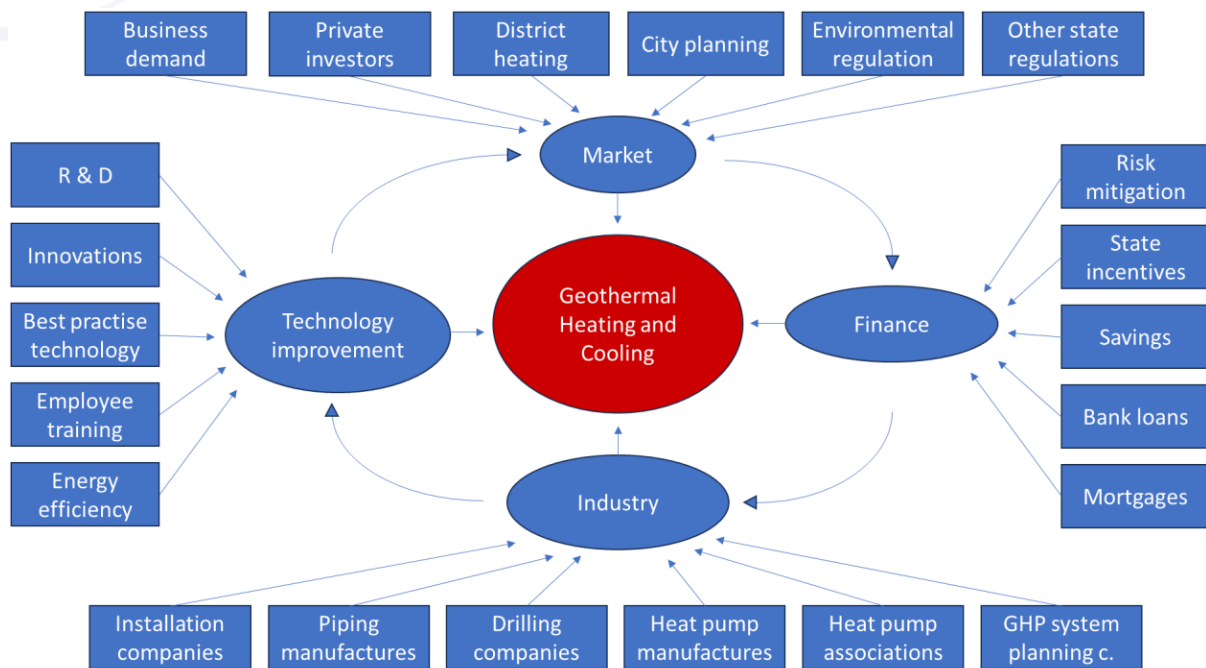 Business
demand
Private
investors
District
heating
City planning
Environmental
regulation
Other state
regulations
Market
R & D
Innovations
Best practise
technology
Employee
training
Energy
efficiency
Technology
improvement
Geothermal
Heating and
Cooling
Finance
Risk
mitigation
State
incentives
Savings
Bank loans
Mortgages
Industry
Installation
companies
Piping
manufactures
Drilling
companies
Heat pump
manufactures
Heat pump
associations
GHP system
planning c.